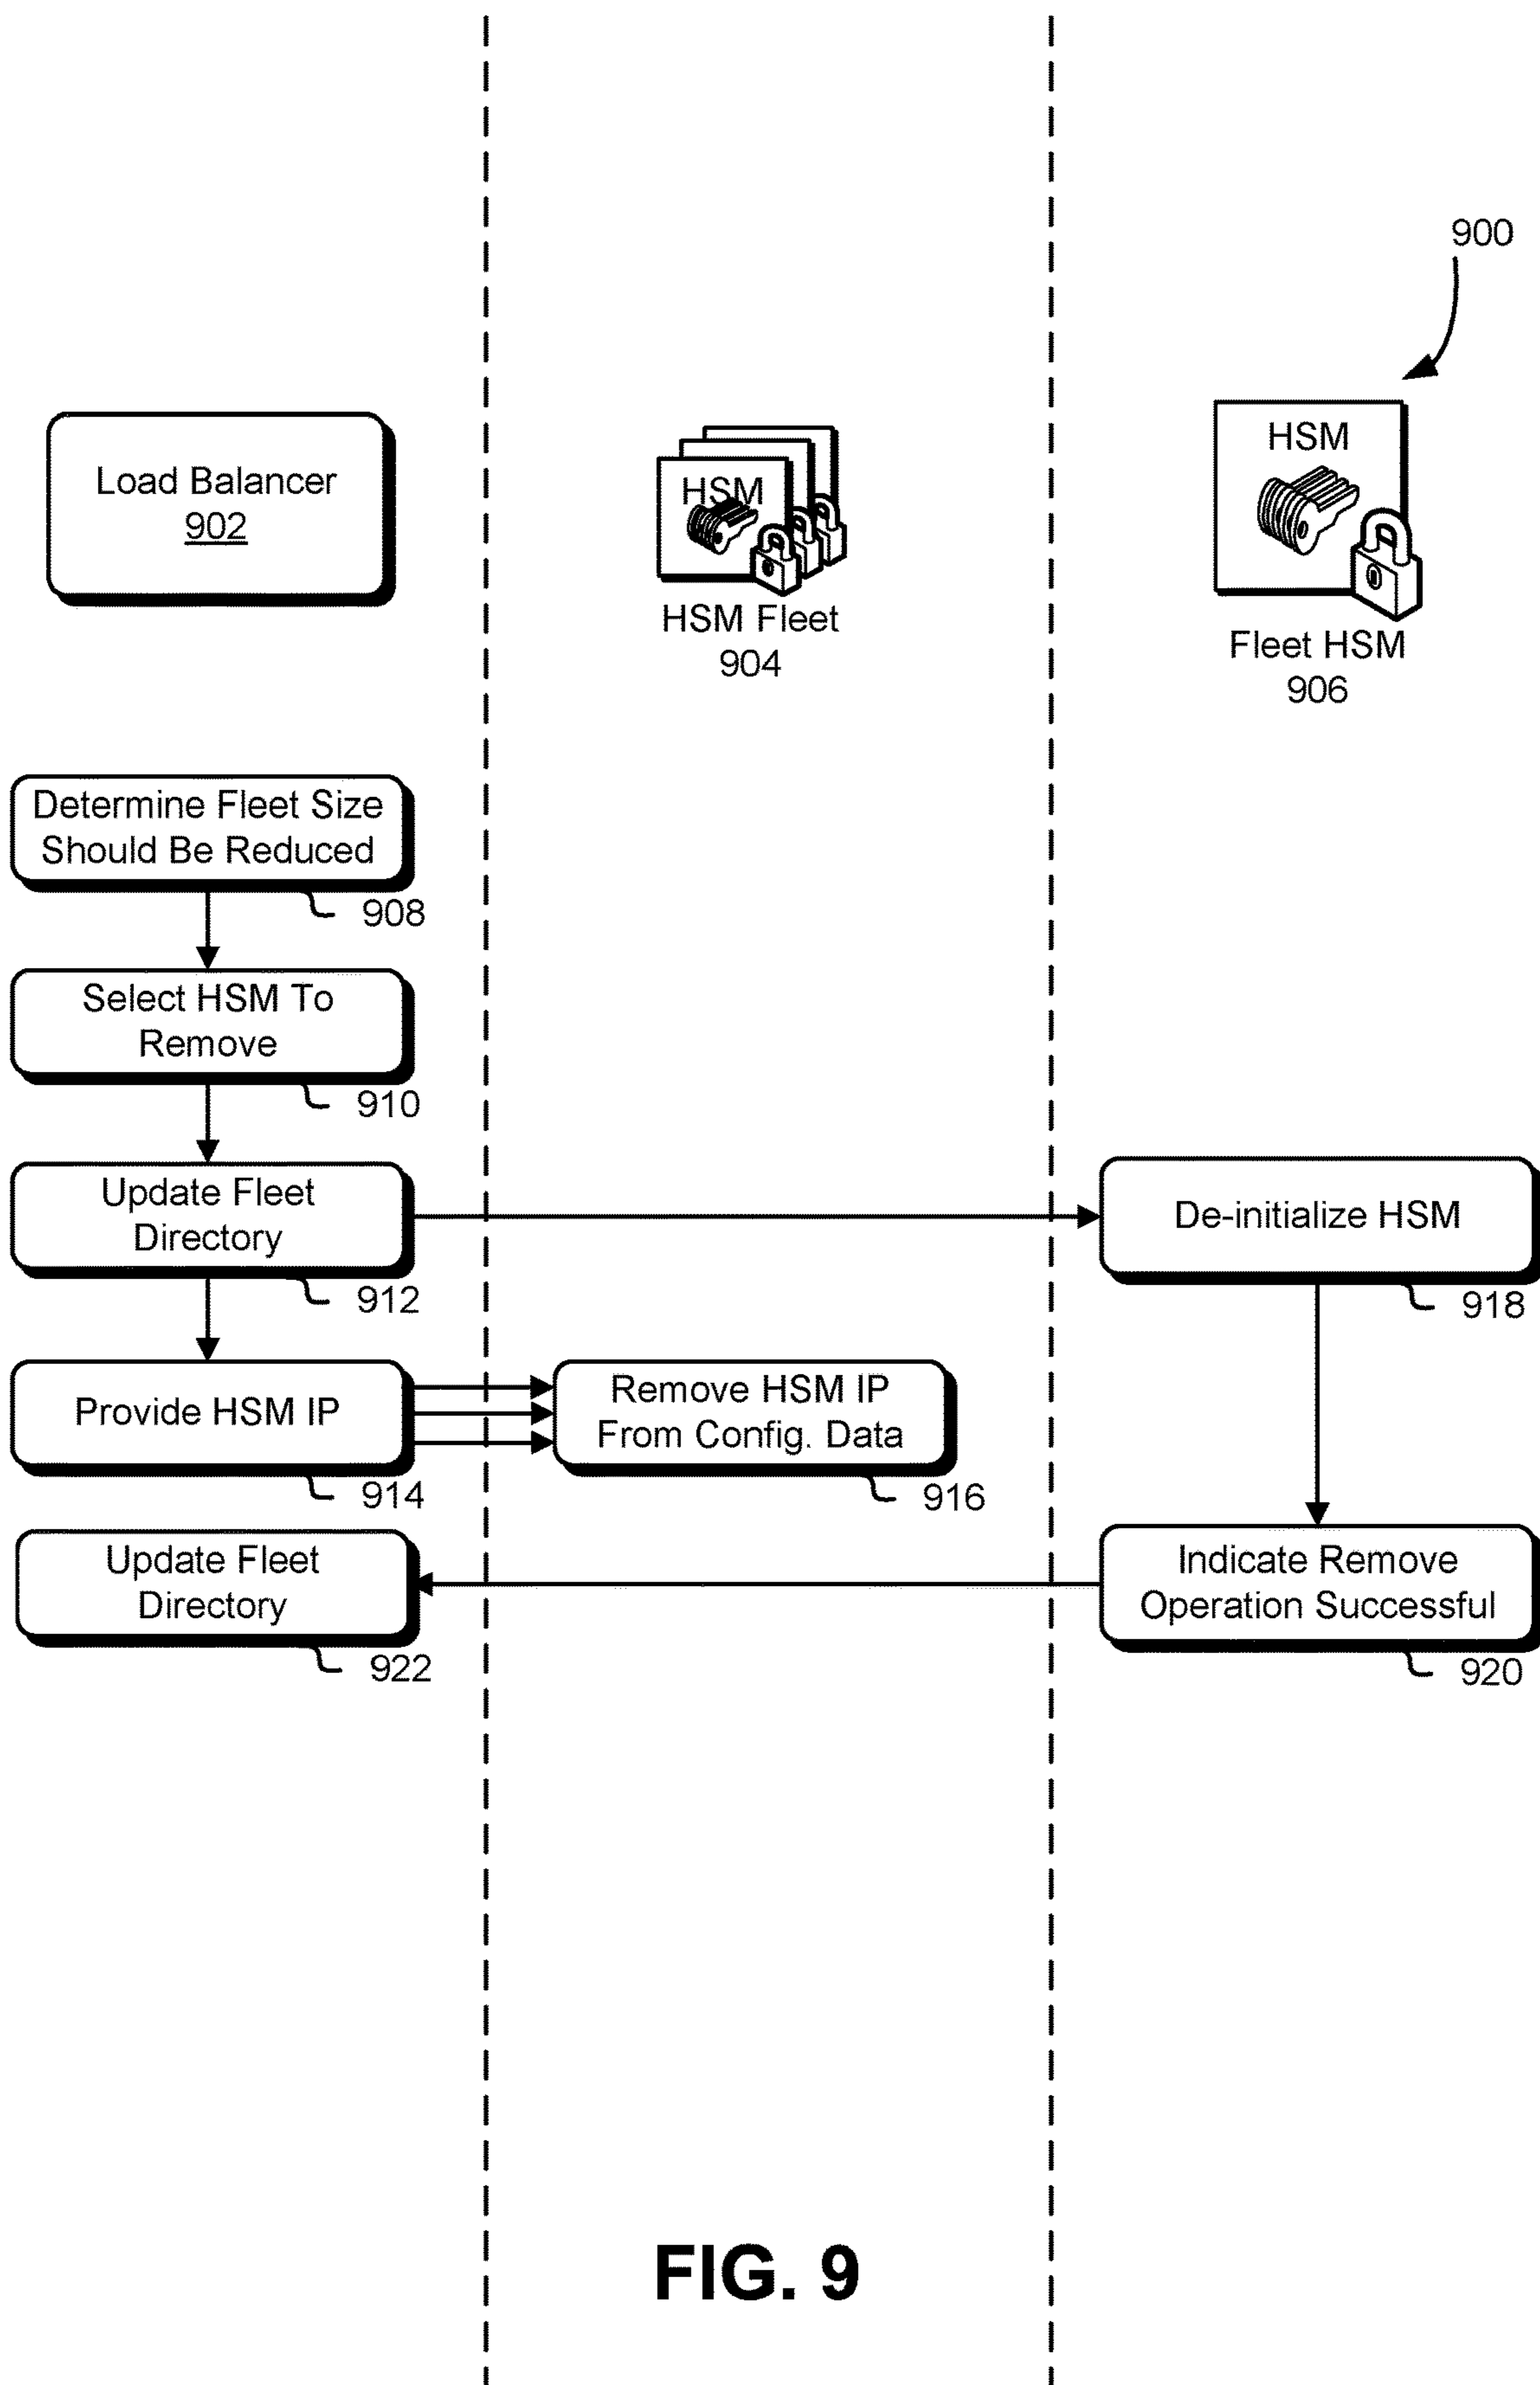 900
Load Balancer
902
HSM
HSM Fleet
904
HSM
Fleet HSM
906
Determine Fleet Size
Should Be Reduced
908
Select HSM To
Remove
910
Update Fleet
Directory
912
De-initialize HSM
918
Provide HSM IP
914
Remove HSM IP
From Config. Data
916
Update Fleet
Directory
922
Indicate Remove
Operation Successful
920
FIG. 9